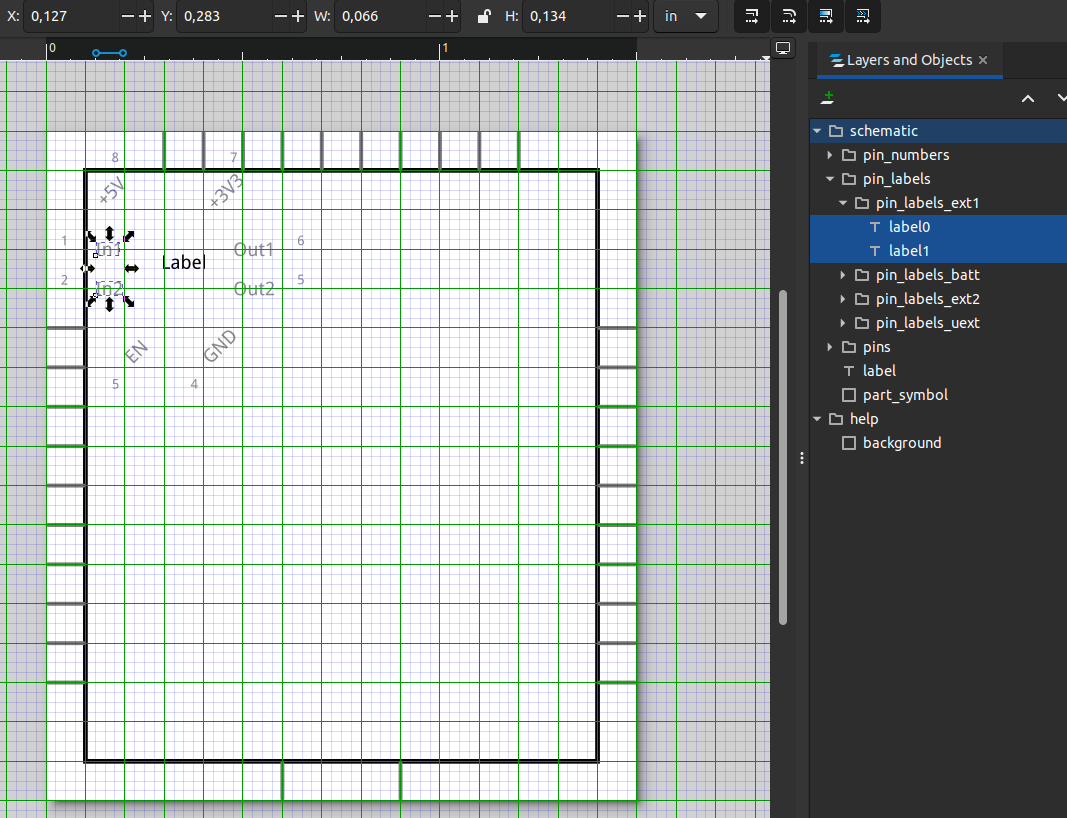 X: 0,127 Y: 0,283 W: 0,066 H: 0,134 in
0 1
Layers and Objects
schematic
pin_numbers
pin_labels
pin_labels_ext1
label0
label1
pin_labels_batt
pin_labels_ext2
pin_labels_uext
pins
label
part_symbol
help
background
8 7
+5V +3V3
1 In1 Out1 6
Label
2 In2 Out2 5
EN GND
5 4